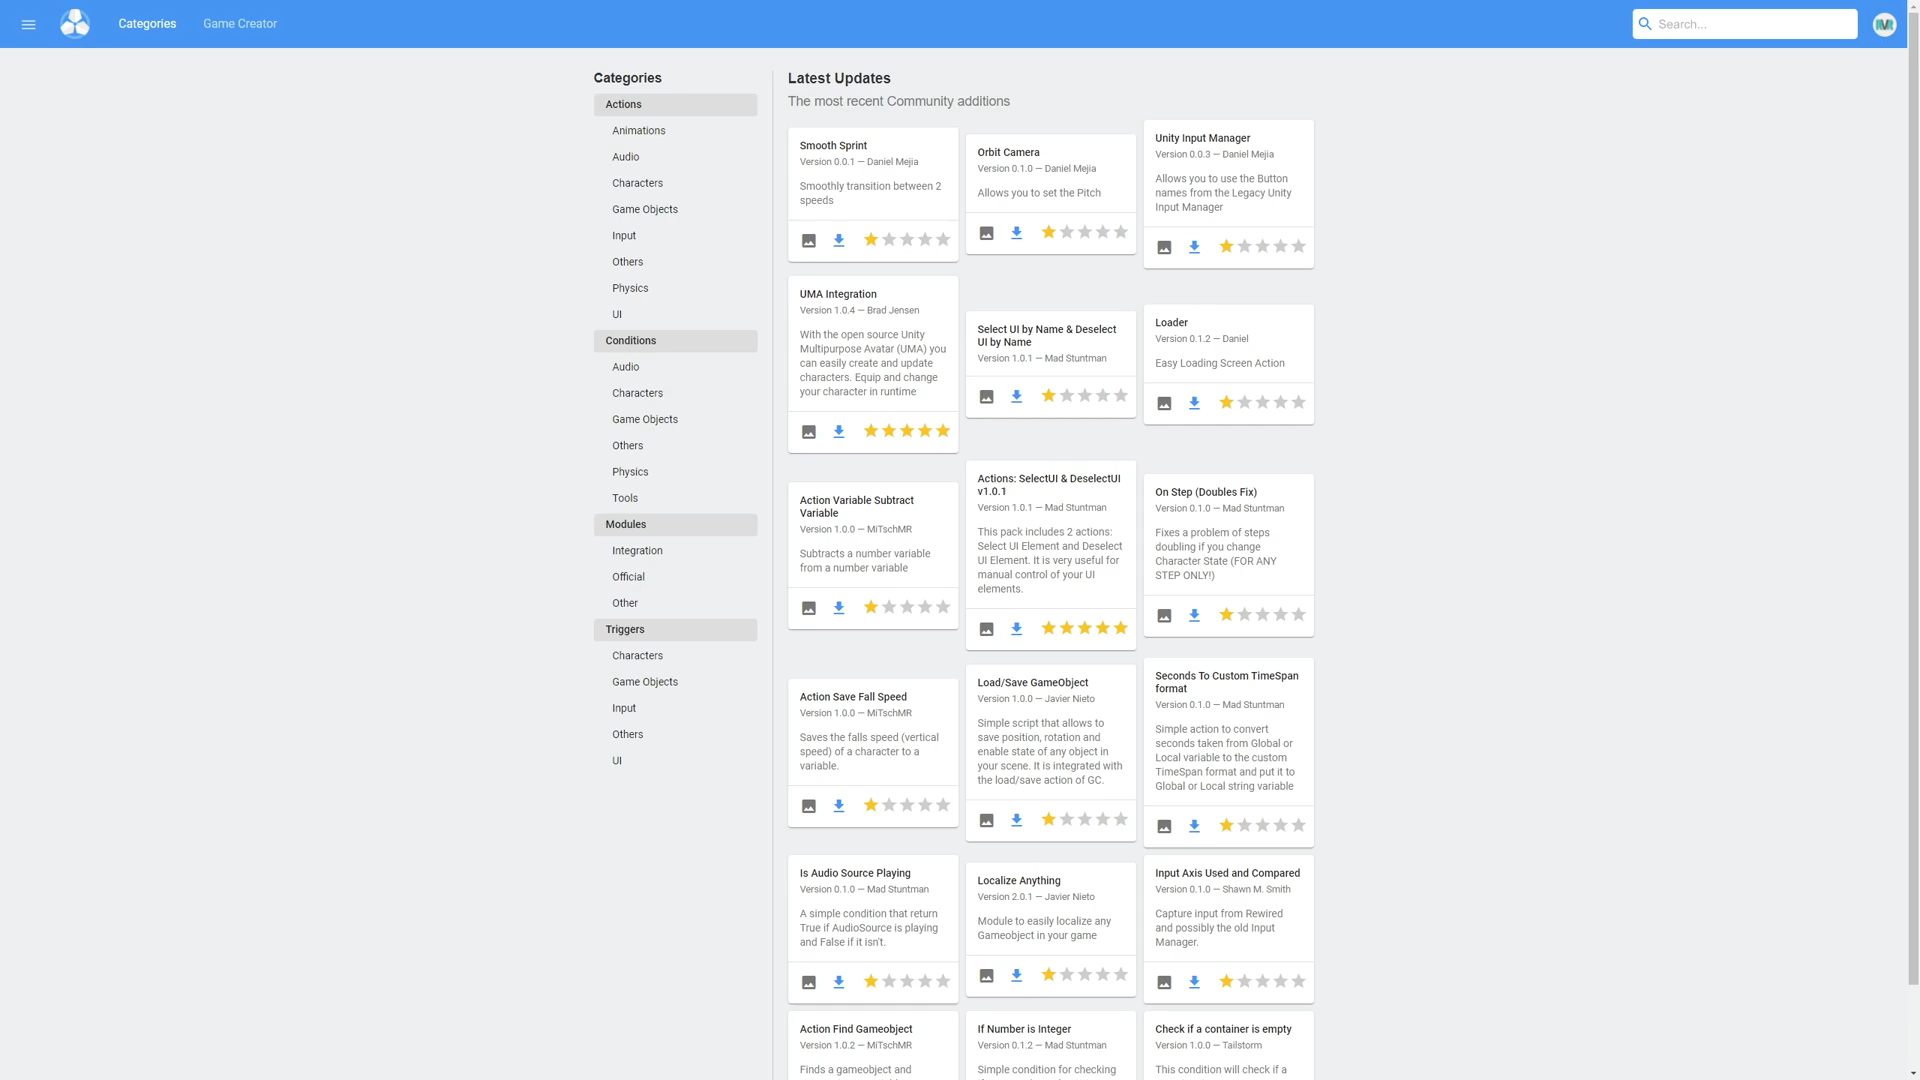 Categories
Game Creator
Search...
Categories
Actions
Animations
Audio
Characters
Game Objects
Input
Others
Physics
UI
Conditions
Audio
Characters
Game Objects
Others
Physics
Tools
Modules
Integration
Official
Other
Triggers
Characters
Game Objects
Input
Others
UI
Latest Updates
The most recent Community additions
Smooth Sprint
Version 0.0.1 — Daniel Mejia
Smoothly transition between 2
speeds
Orbit Camera
Version 0.1.0 — Daniel Mejia
Allows you to set the Pitch
Unity Input Manager
Version 0.0.3 — Daniel Mejia
Allows you to use the Button
names from the Legacy Unity
Input Manager
UMA Integration
Version 1.0.4 — Brad Jensen
With the open source Unity
Multipurpose Avatar (UMA) you
can easily create and update
characters. Equip and change
your character in runtime
Select UI by Name & Deselect
UI by Name
Version 1.0.1 — Mad Stuntman
Loader
Version 0.1.2 — Daniel
Easy Loading Screen Action
Action Variable Subtract
Variable
Version 1.0.0 — MiTschMR
Subtracts a number variable
from a number variable
Actions: SelectUI & DeselectUI
v1.0.1
Version 1.0.1 — Mad Stuntman
This pack includes 2 actions:
Select UI Element and Deselect
UI Element. It is very useful for
manual control of your UI
elements.
On Step (Doubles Fix)
Version 0.1.0 — Mad Stuntman
Fixes a problem of steps
doubling if you change
Character State (FOR ANY
STEP ONLY!)
Action Save Fall Speed
Version 1.0.0 — MiTschMR
Saves the falls speed (vertical
speed) of a character to a
variable.
Load/Save GameObject
Version 1.0.0 — Javier Nieto
Simple script that allows to
save position, rotation and
enable state of any object in
your scene. It is integrated with
the load/save action of GC.
Seconds To Custom TimeSpan
format
Version 0.1.0 — Mad Stuntman
Simple action to convert
seconds taken from Global or
Local variable to the custom
TimeSpan format and put it to
Global or Local string variable
Is Audio Source Playing
Version 0.1.0 — Mad Stuntman
A simple condition that return
True if AudioSource is playing
and False if it isn't.
Localize Anything
Version 2.0.1 — Javier Nieto
Module to easily localize any
Gameobject in your game
Input Axis Used and Compared
Version 0.1.0 — Shawn M. Smith
Capture input from Rewired
and possibly the old Input
Manager.
Action Find Gameobject
Version 1.0.2 — MiTschMR
Finds a gameobject and
If Number is Integer
Version 0.1.2 — Mad Stuntman
Simple condition for checking
Check if a container is empty
Version 1.0.0 — Tailstorm
This condition will check if a